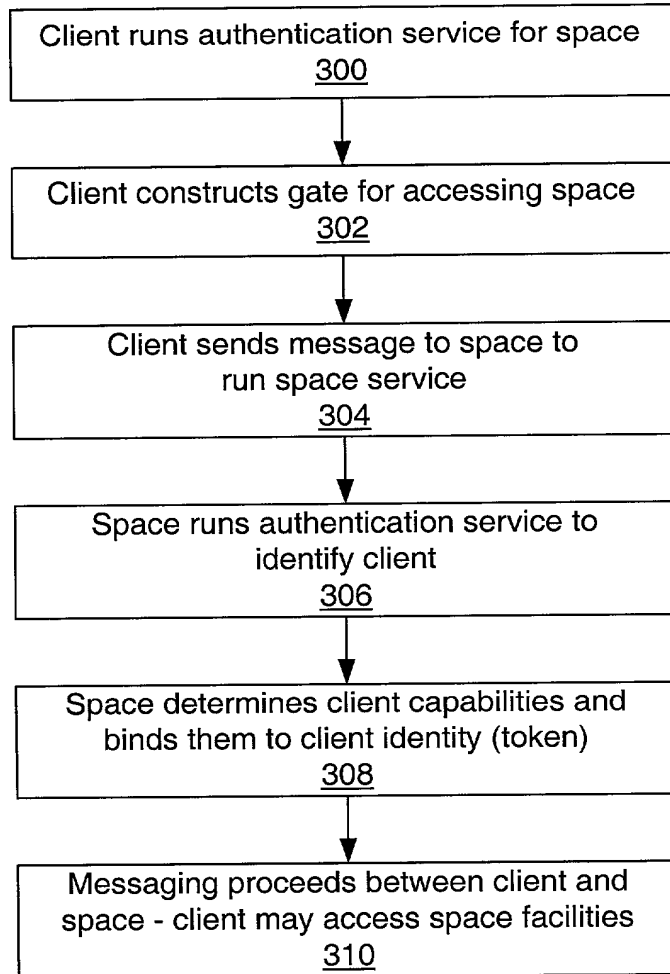 Client runs authentication service for space
300
Client constructs gate for accessing space
302
Client sends message to space to
run space service
304
Space runs authentication service to
identify client
306
Space determines client capabilities and
binds them to client identity (token)
308
Messaging proceeds between client and
space - client may access space facilities
310